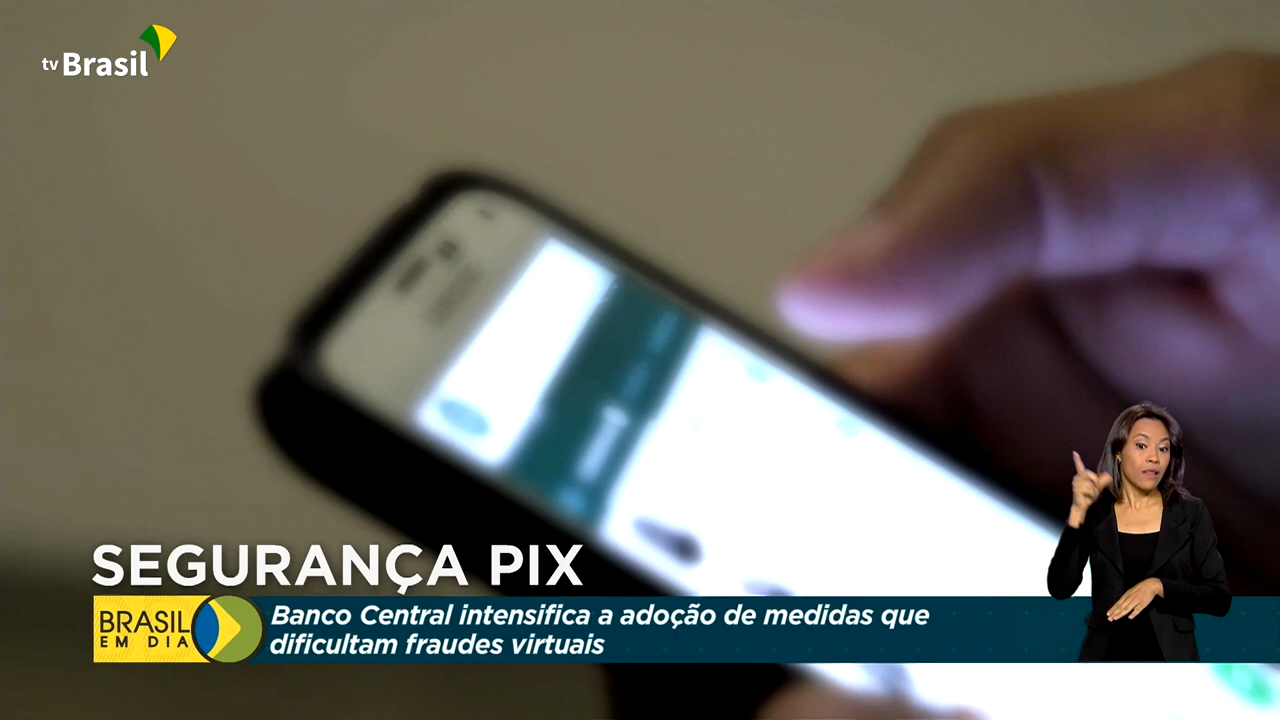 tv Brasil
SEGURANÇA PIX
BRASIL
EM DIA
Banco Central intensifica a adoção de medidas que
dificultam fraudes virtuais